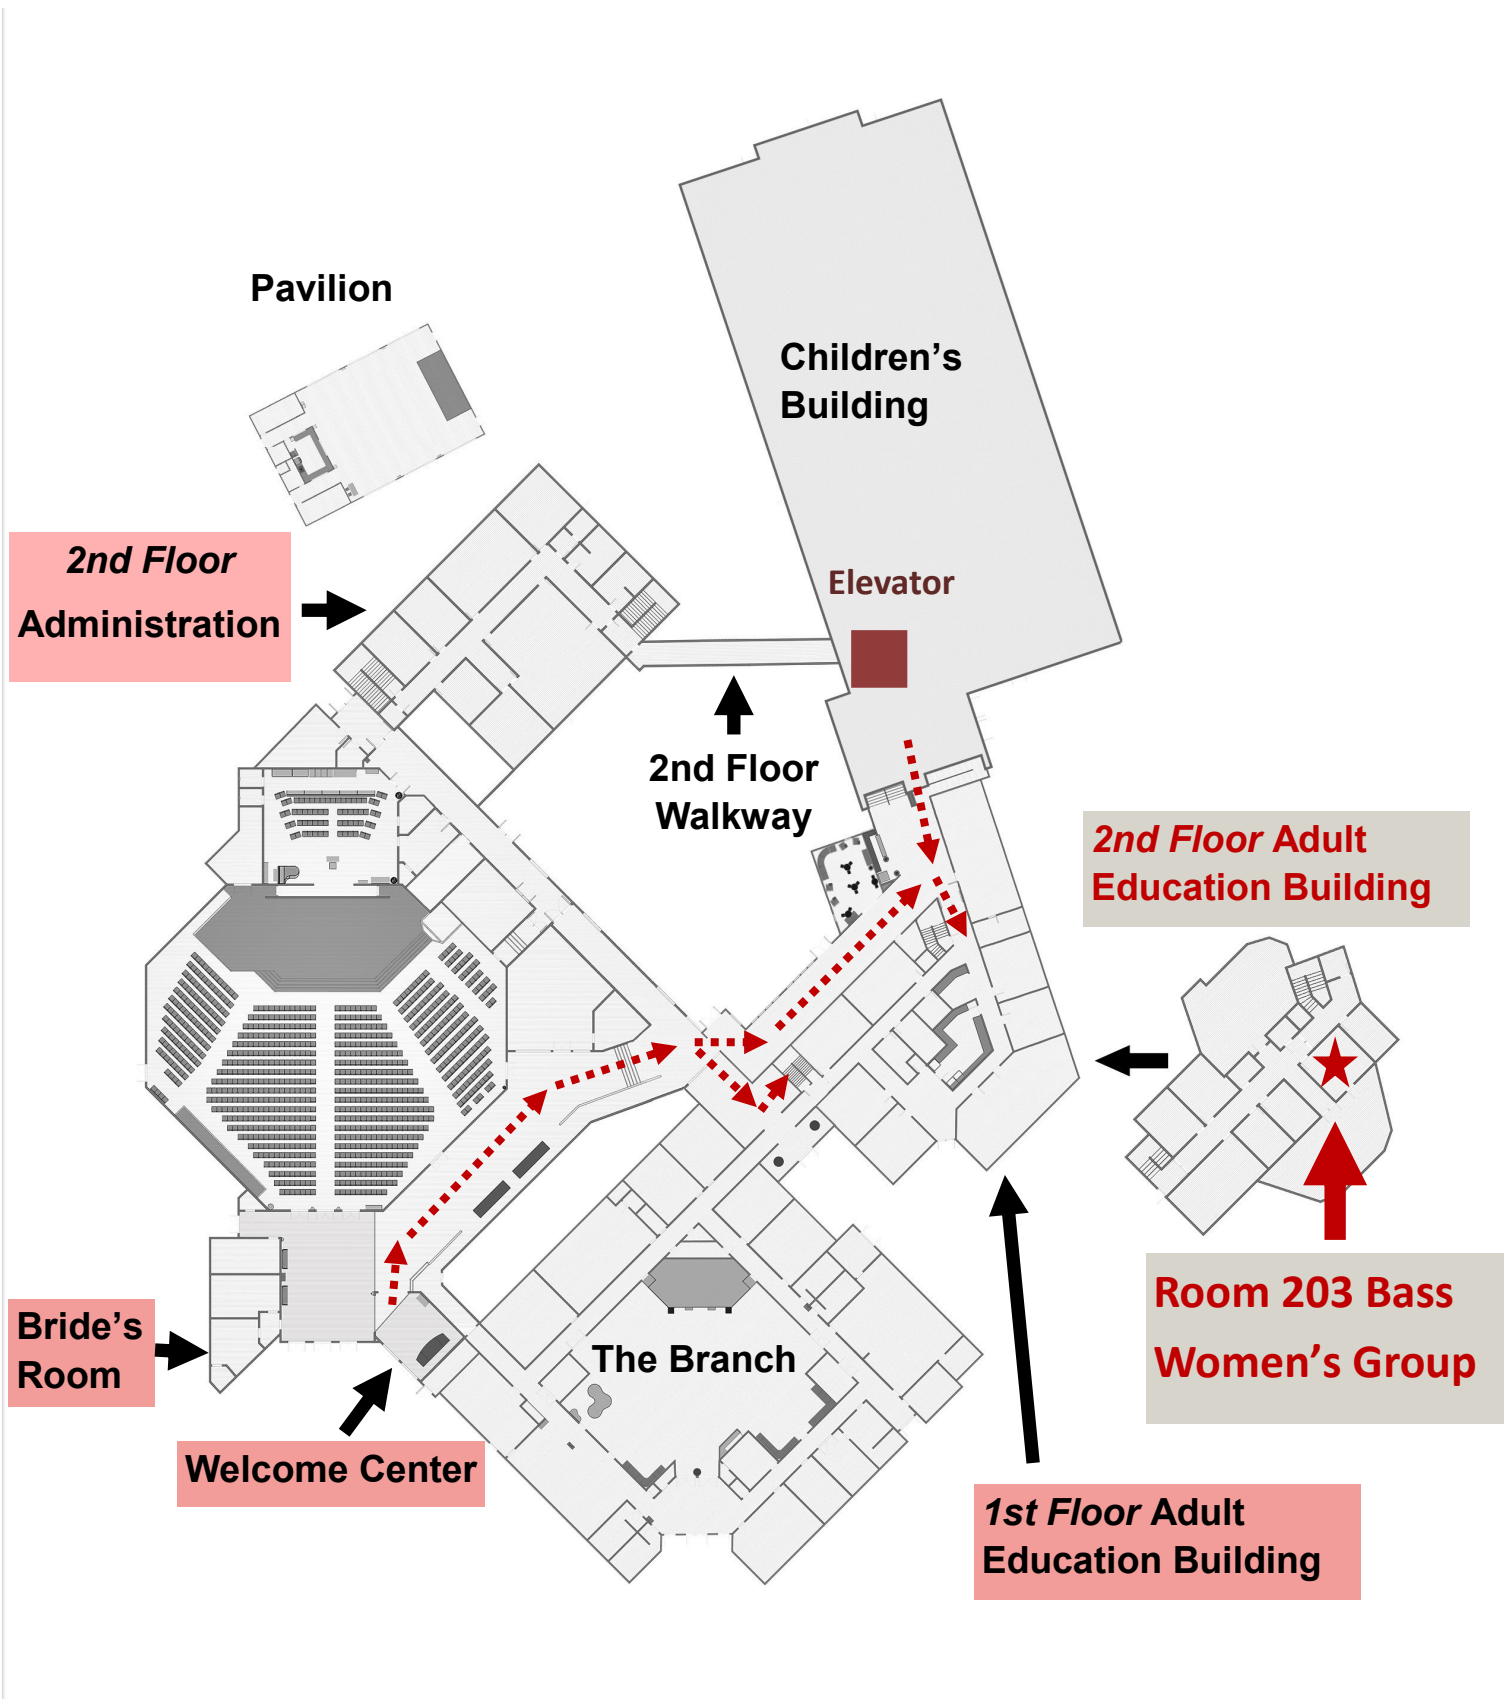 Pavilion
Children’s
Building
2nd Floor
Administration
Elevator
2nd Floor
Walkway
2nd Floor Adult
Education Building
Room 203 Bass
Women’s Group
Bride’s
Room
The Branch
Welcome Center
1st Floor Adult
Education Building